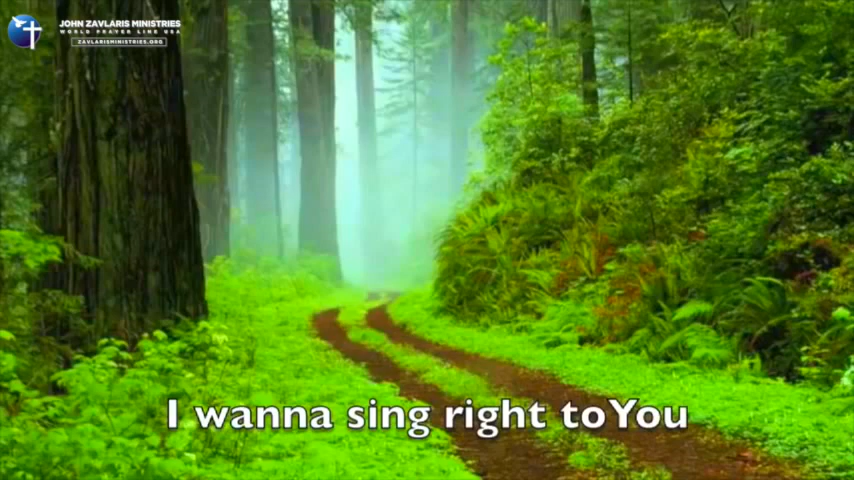 JOHN ZAVLARIS MINISTRIES
WORLD PRAYER LINE USA
ZAVLARISMINISTRIES.ORG
I wanna sing right to You